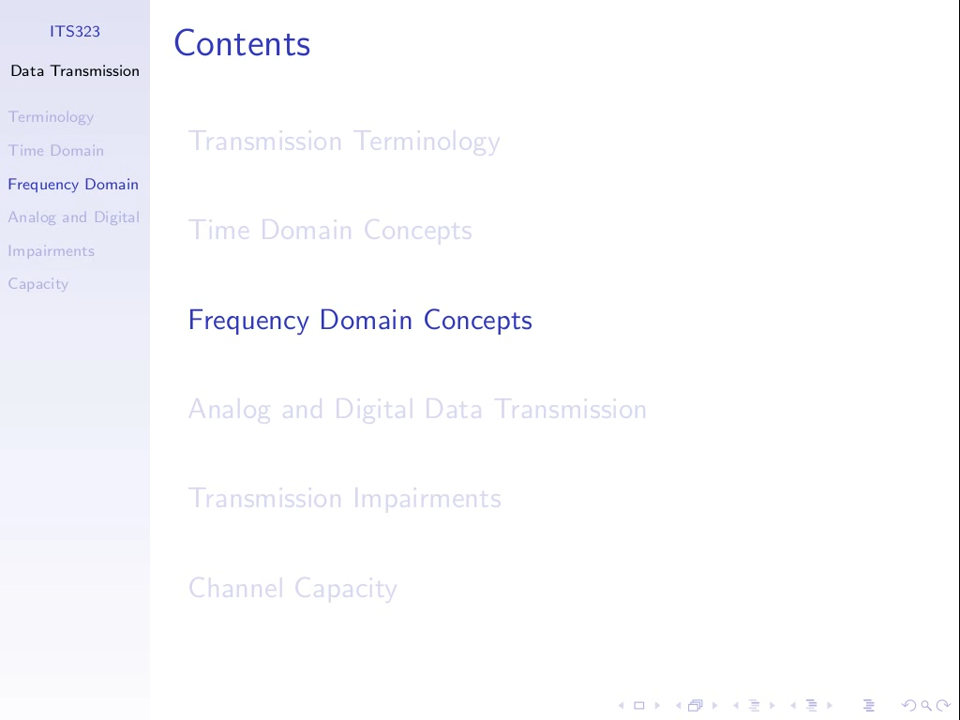 ITS323
Data Transmission
Terminology
Time Domain
Frequency Domain
Analog and Digital
Impairments
Capacity
Contents
Transmission Terminology
Time Domain Concepts
Frequency Domain Concepts
Analog and Digital Data Transmission
Transmission Impairments
Channel Capacity